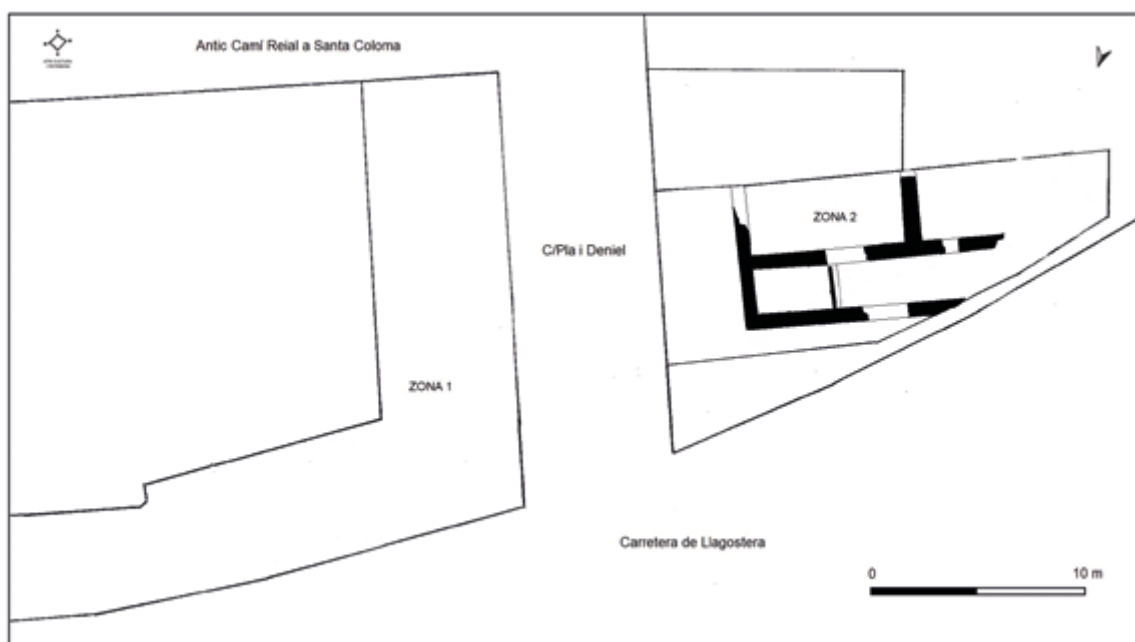 Antic Camí Reial a Santa Coloma
ZONA 2
C/Pla i Deniel
ZONA 1
Carretera de Llagostera
0 10 m